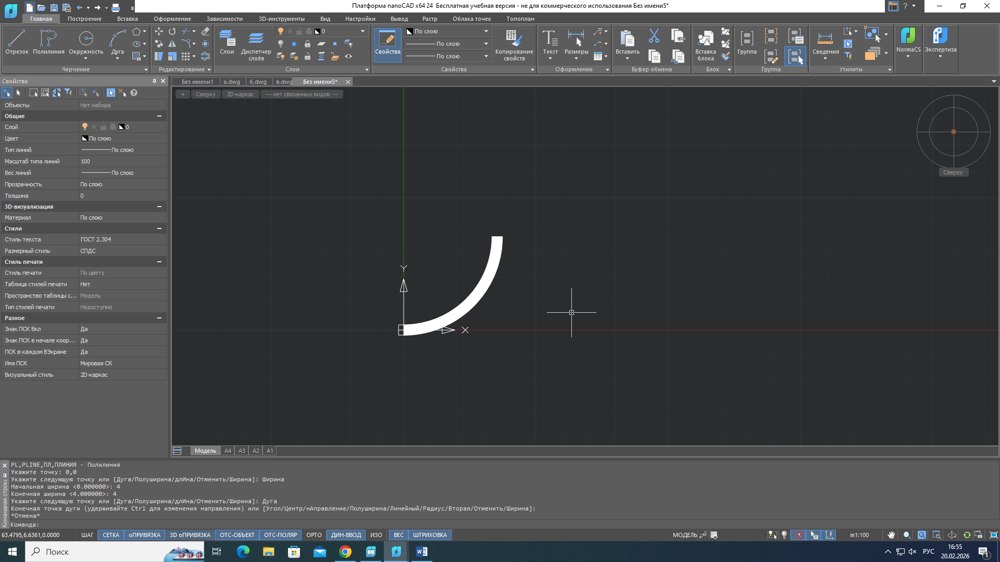 Платформа nanoCAD x64 24 Бесплатная учебная версия - не для коммерческого использования Без имени5*
?
Главная Построение Вставка Оформление Зависимости 3D-инструменты Вид Настройки Вывод Растр Облака точек Топоплан
Отрезок Полилиния Окружность Дуга
Черчение
Редактирование
0
Слои Диспетчер слоёв
Слои
Свойства
По слою
По слою
По слою
Копирование свойств
Свойства
Текст Размеры
Оформление
Вставить
Буфер обмена
Вставка блока
Блок
Группа
Группа
Сведения
Утилиты
NormaCS
Экспертиза
Свойства
Объекты Нет набора
Общие
Слой 0
Цвет По слою
Тип линий По слою
Масштаб типа линий 100
Вес линий По слою
Прозрачность По слою
Толщина 0
3D-визуализация
Материал По слою
Стили
Стиль текста ГОСТ 2.304
Размерный стиль СПДС
Стиль печати
Стиль печати По цвету
Таблица стилей печати Нет
Пространство таблицы с... Модель
Тип стилей печати Недоступно
Разное
Знак ПСК Вкл Да
Знак ПСК в начале коор... Да
ПСК в каждом ВЭкране Да
Имя ПСК Мировая СК
Визуальный стиль 2D-каркас
Без имени1 а.dwg б.dwg в.dwg Без имени5*
+ Сверху 2D-каркас --- нет связанных видов ---
Сверху
Y
X
Модель A4 A3 A2 A1
Командная строка
PL,PLINE,ПЛ,ПЛИНИЯ - Полилиния
Укажите точку: 0,0
Укажите следующую точку или [Дуга/Полуширина/длИна/Отменить/Ширина]: Ширина
Начальная ширина <0.000000>: 4
Конечная ширина <4.000000>: 4
Укажите следующую точку или [Дуга/Полуширина/длИна/Отменить/Ширина]: Дуга
Конечная точка дуги (удерживайте Ctrl для изменения направления) или [Угол/Центр/нАправление/Полуширина/Линейный/Радиус/Вторая/Отменить/Ширина]:
*Отмена*
Команда:
63.4795,6.6361,0.0000 ШАГ СЕТКА оПРИВЯЗКА 3D оПРИВЯЗКА ОТС-ОБЪЕКТ ОТС-ПОЛЯР ОРТО ДИН-ВВОД ИЗО ВЕС ШТРИХОВКА МОДЕЛЬ m1:100
Поиск
РУС
16:55
20.02.2026
1